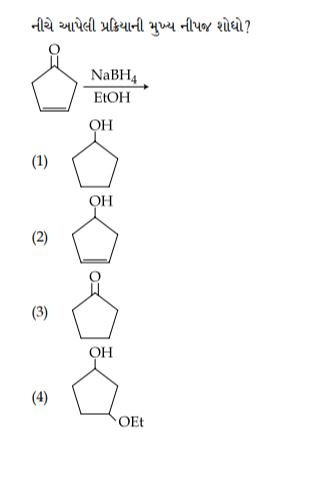 નીચે આપેલી પ્રક્રિયાની મુખ્ય નીપજ શોધો?
O
NaBH₄
EtOH
OH
(1)
OH
(2)
O
(3)
OH
(4)
OEt